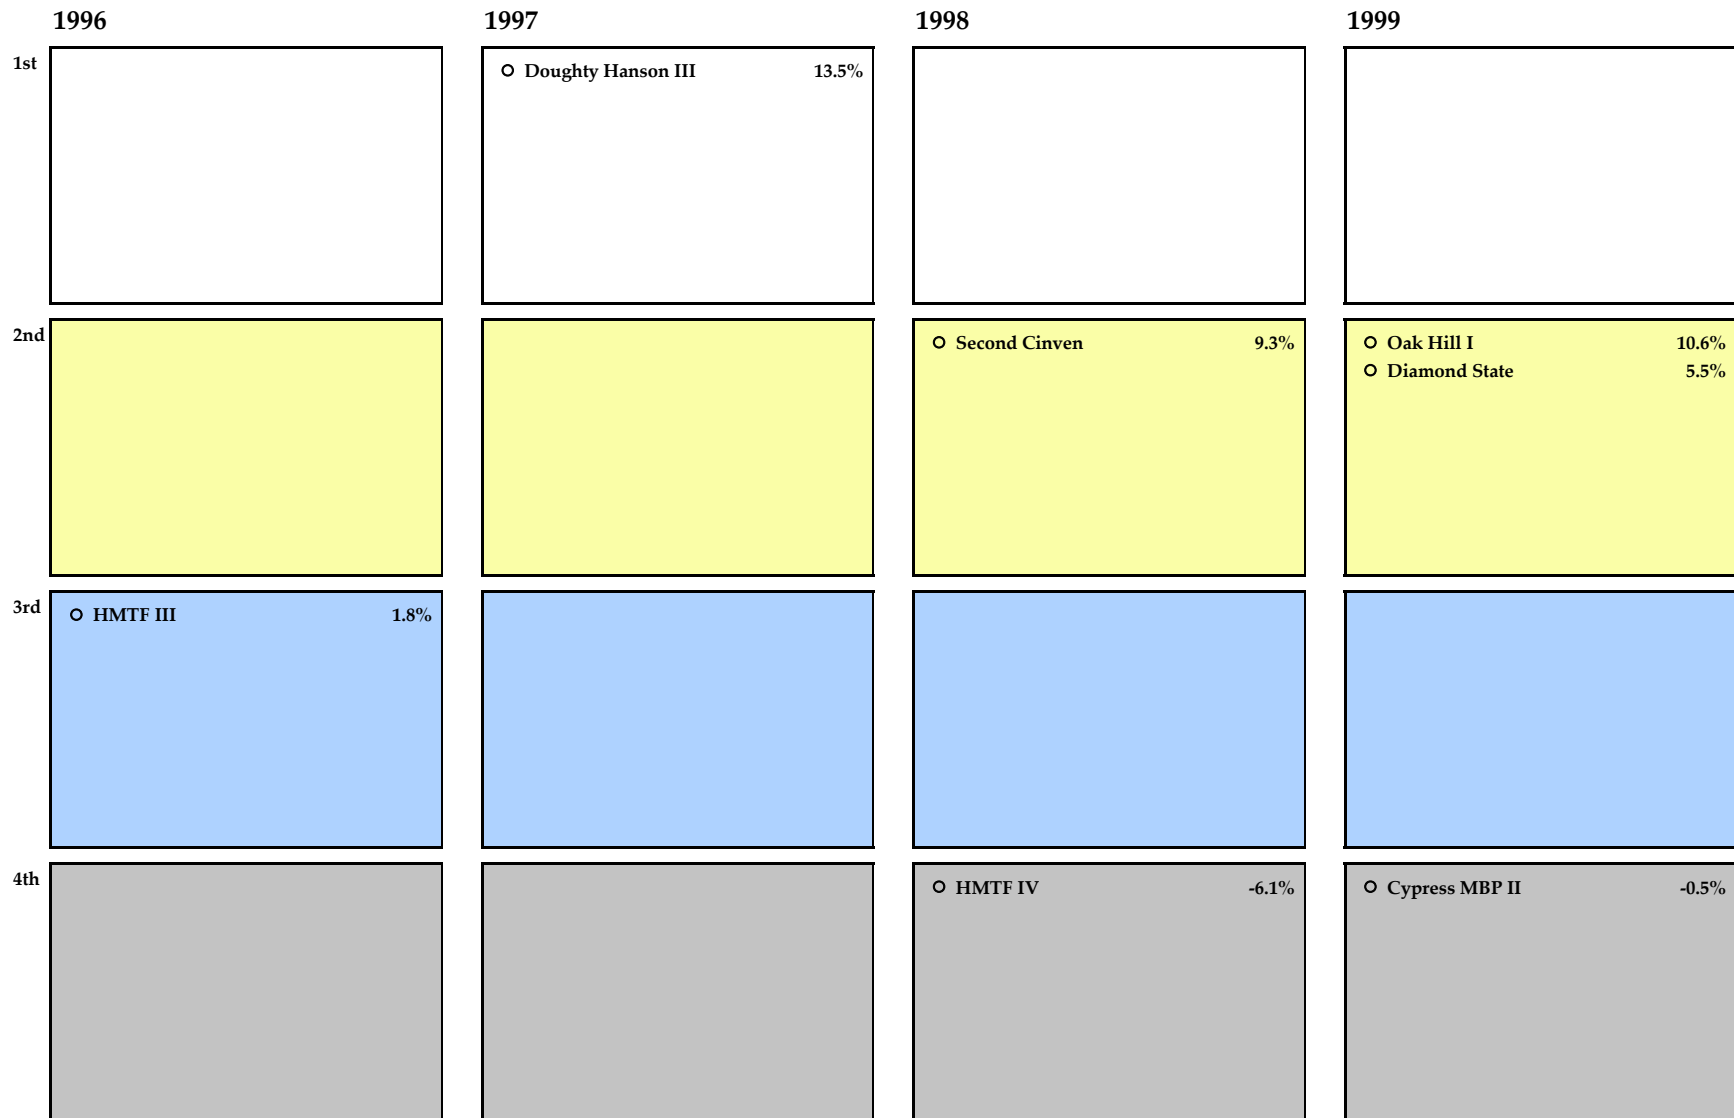 1996 1997 1998 1999
1st Doughty Hanson III 13.5%
2nd Second Cinven 9.3% Oak Hill I 10.6%
Diamond State 5.5%
3rd HMTF III 1.8%
4th HMTF IV -6.1% Cypress MBP II -0.5%